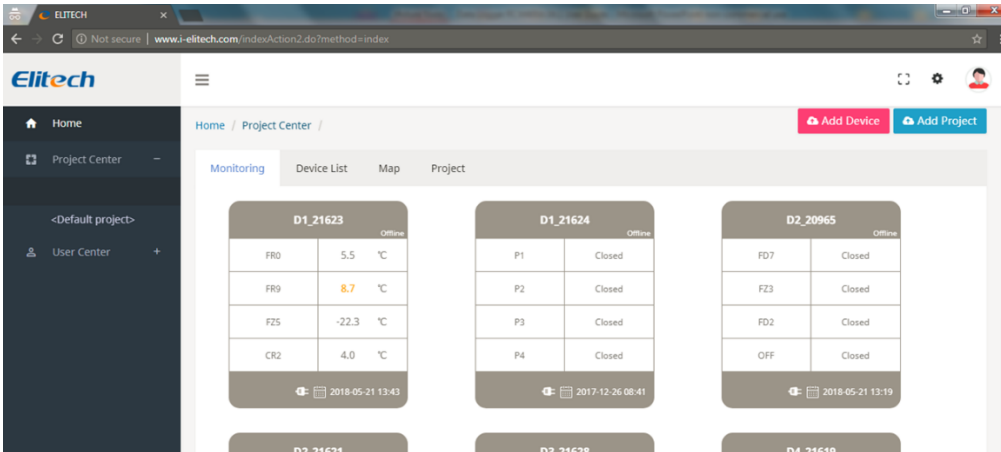 ELITECH
Not secure | www.i-elitech.com/indexAction2.do?method=index
Elitech
Home
Project Center
<Default project>
User Center
Home / Project Center /
Add Device
Add Project
Monitoring Device List Map Project
D1_21623
Offline
FR0 5.5 ℃
FR9 8.7 ℃
FZ5 -22.3 ℃
CR2 4.0 ℃
2018-05-21 13:43
D1_21624
Offline
P1 Closed
P2 Closed
P3 Closed
P4 Closed
2017-12-26 08:41
D2_20965
Offline
FD7 Closed
FZ3 Closed
FD2 Closed
OFF Closed
2018-05-21 13:19
D2_21621
D3_21628
D4_21619